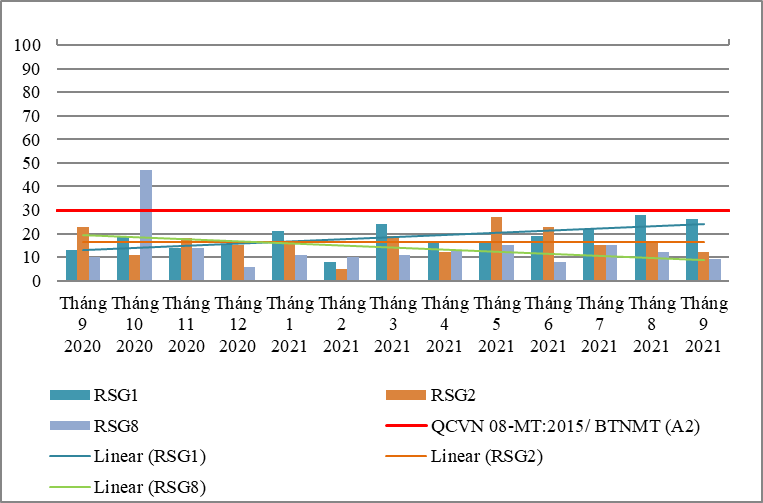 100
90
80
70
60
50
40
30
20
10
0
Tháng Tháng Tháng Tháng Tháng Tháng Tháng Tháng Tháng Tháng Tháng Tháng Tháng
9 10 11 12 1 2 3 4 5 6 7 8 9
2020 2020 2020 2020 2021 2021 2021 2021 2021 2021 2021 2021 2021
RSG1 RSG2
RSG8 QCVN 08-MT:2015/ BTNMT (A2)
Linear (RSG1) Linear (RSG2)
Linear (RSG8)